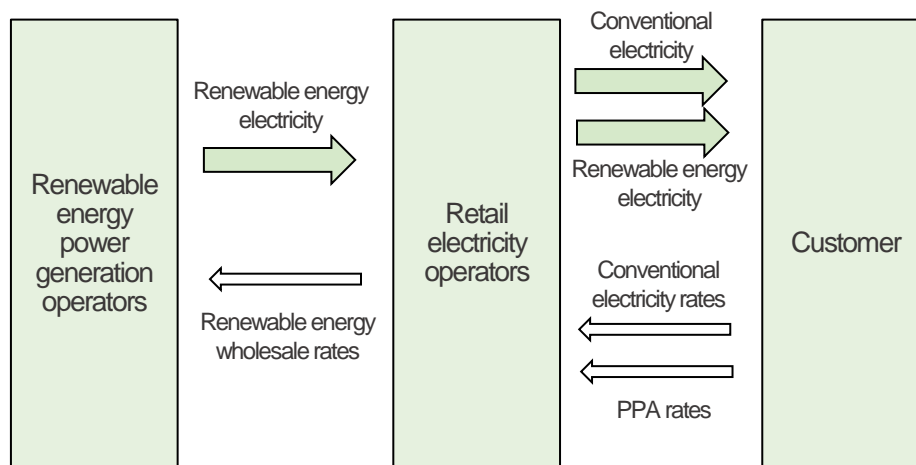 Conventional
electricity
Renewable energy
electricity
Renewable energy
electricity
Renewable
energy
power
generation
operators
Retail
electricity
operators
Customer
Conventional
electricity rates
Renewable energy
wholesale rates
PPA rates